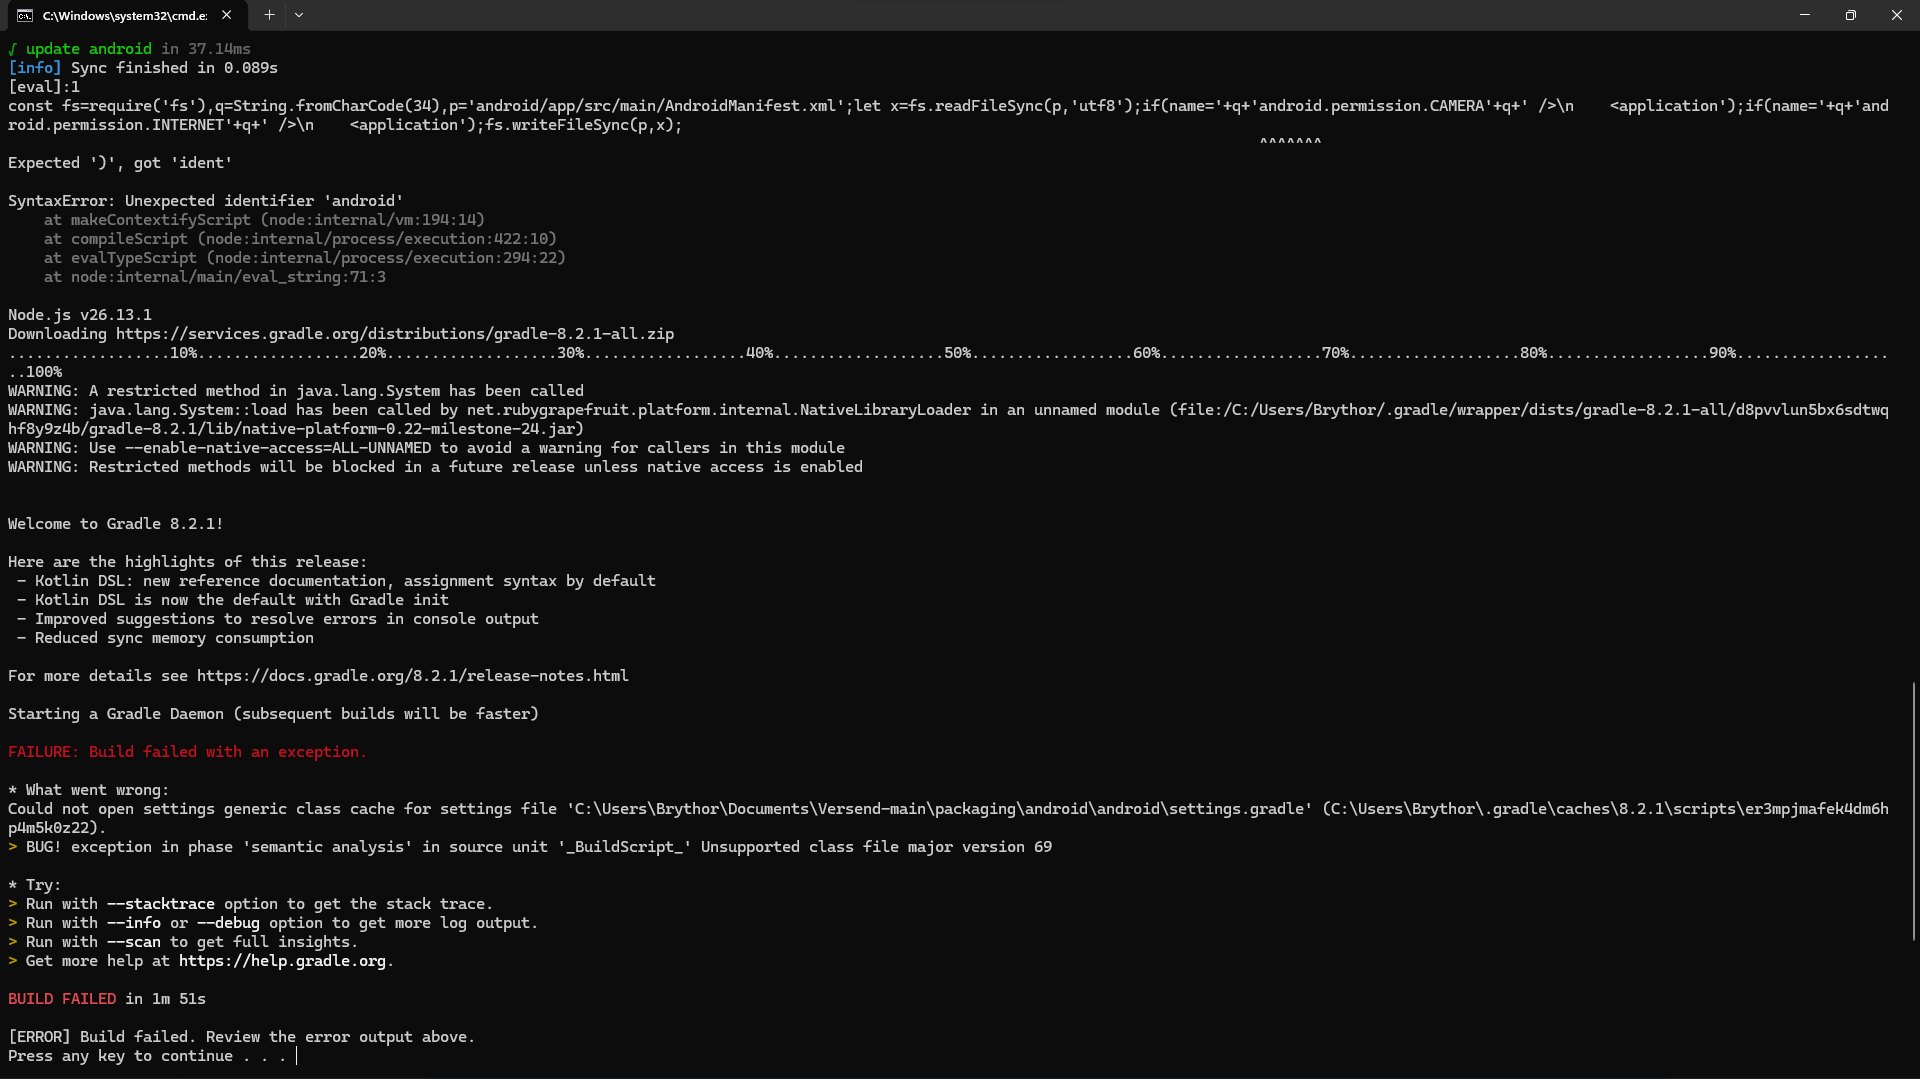 C:\Windows\system32\cmd.e:
√ update android in 37.14ms
[info] Sync finished in 0.089s
[eval]:1
const fs=require('fs'),q=String.fromCharCode(34),p='android/app/src/main/AndroidManifest.xml';let x=fs.readFileSync(p,'utf8');if(name='+q+'android.permission.CAMERA'+q+' />\n    <application');if(name='+q+'and
roid.permission.INTERNET'+q+' />\n    <application');fs.writeFileSync(p,x);
^^^^^^^
Expected ')', got 'ident'
SyntaxError: Unexpected identifier 'android'
    at makeContextifyScript (node:internal/vm:194:14)
    at compileScript (node:internal/process/execution:422:10)
    at evalTypeScript (node:internal/process/execution:294:22)
    at node:internal/main/eval_string:71:3
Node.js v26.13.1
Downloading https://services.gradle.org/distributions/gradle-8.2.1-all.zip
..................10%..................20%...................30%..................40%...................50%..................60%..................70%...................80%..................90%.................
..100%
WARNING: A restricted method in java.lang.System has been called
WARNING: java.lang.System::load has been called by net.rubygrapefruit.platform.internal.NativeLibraryLoader in an unnamed module (file:/C:/Users/Brythor/.gradle/wrapper/dists/gradle-8.2.1-all/d8pvvlun5bx6sdtwq
hf8y9z4b/gradle-8.2.1/lib/native-platform-0.22-milestone-24.jar)
WARNING: Use --enable-native-access=ALL-UNNAMED to avoid a warning for callers in this module
WARNING: Restricted methods will be blocked in a future release unless native access is enabled
Welcome to Gradle 8.2.1!
Here are the highlights of this release:
 - Kotlin DSL: new reference documentation, assignment syntax by default
 - Kotlin DSL is now the default with Gradle init
 - Improved suggestions to resolve errors in console output
 - Reduced sync memory consumption
For more details see https://docs.gradle.org/8.2.1/release-notes.html
Starting a Gradle Daemon (subsequent builds will be faster)
FAILURE: Build failed with an exception.
* What went wrong:
Could not open settings generic class cache for settings file 'C:\Users\Brythor\Documents\Versend-main\packaging\android\android\settings.gradle' (C:\Users\Brythor\.gradle\caches\8.2.1\scripts\er3mpjmafek4dm6h
p4m5k0z22).
> BUG! exception in phase 'semantic analysis' in source unit '_BuildScript_' Unsupported class file major version 69
* Try:
> Run with --stacktrace option to get the stack trace.
> Run with --info or --debug option to get more log output.
> Run with --scan to get full insights.
> Get more help at https://help.gradle.org.
BUILD FAILED in 1m 51s
[ERROR] Build failed. Review the error output above.
Press any key to continue . . .